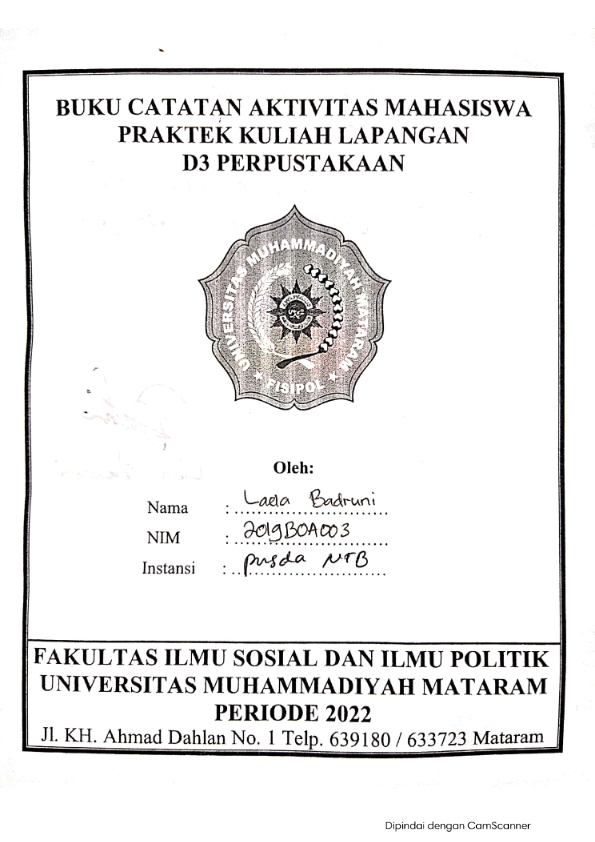 BUKU CATATAN AKTIVITAS MAHASISWA
PRAKTEK KULIAH LAPANGAN
D3 PERPUSTAKAAN
UNIVERSITAS MUHAMMADIYAH MATARAM
★ FISIPOL ★
Oleh:
Nama : Laela Badruni
NIM : 2019B0A003
Instansi : pusda NTB
FAKULTAS ILMU SOSIAL DAN ILMU POLITIK
UNIVERSITAS MUHAMMADIYAH MATARAM
PERIODE 2022
Jl. KH. Ahmad Dahlan No. 1 Telp. 639180 / 633723 Mataram
Dipindai dengan CamScanner